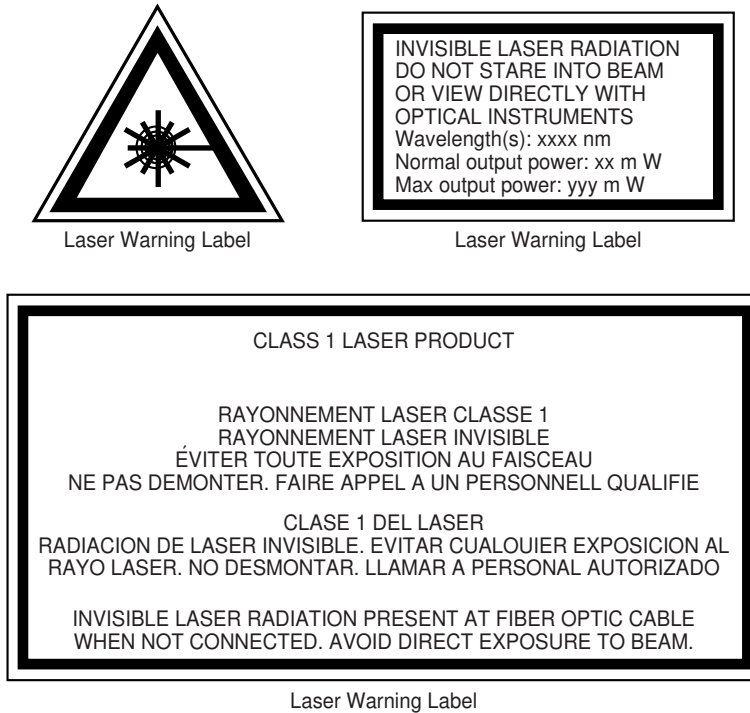 INVISIBLE LASER RADIATION
DO NOT STARE INTO BEAM
OR VIEW DIRECTLY WITH
OPTICAL INSTRUMENTS
Wavelength(s): xxxx nm
Normal output power: xx m W
Max output power: yyy m W
Laser Warning Label
Laser Warning Label
CLASS 1 LASER PRODUCT
RAYONNEMENT LASER CLASSE 1
RAYONNEMENT LASER INVISIBLE
ÉVITER TOUTE EXPOSITION AU FAISCEAU
NE PAS DEMONTER. FAIRE APPEL A UN PERSONNELL QUALIFIE
CLASE 1 DEL LASER
RADIACION DE LASER INVISIBLE. EVITAR CUALOUIER EXPOSICION AL
RAYO LASER. NO DESMONTAR. LLAMAR A PERSONAL AUTORIZADO
INVISIBLE LASER RADIATION PRESENT AT FIBER OPTIC CABLE
WHEN NOT CONNECTED. AVOID DIRECT EXPOSURE TO BEAM.
Laser Warning Label